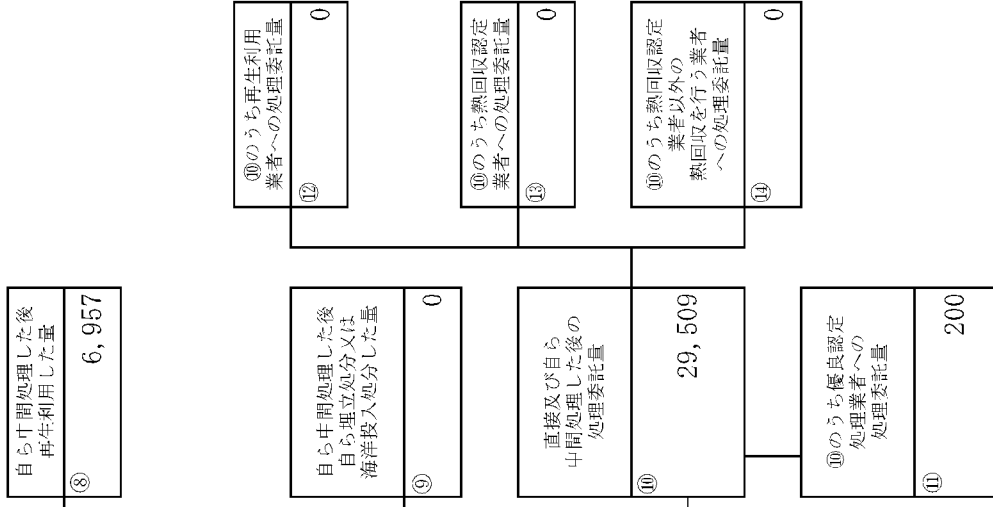 自ら中間処理した後
再生利用した量
⑧
6,957
自ら中間処理した後
自ら埋立処分又は
海洋投入処分した量
⑨
0
直接及び自ら
中間処理した後の
処理委託量
⑩
29,509
⑩のうち優良認定
処理業者への
処理委託量
⑪
200
⑩のうち再生利用
業者への処理委託量
⑫
0
⑩のうち熱回収認定
業者への処理委託量
⑬
0
⑩のうち熱回収認定
業者以外の
熱回収を行う業者
への処理委託量
⑭
0